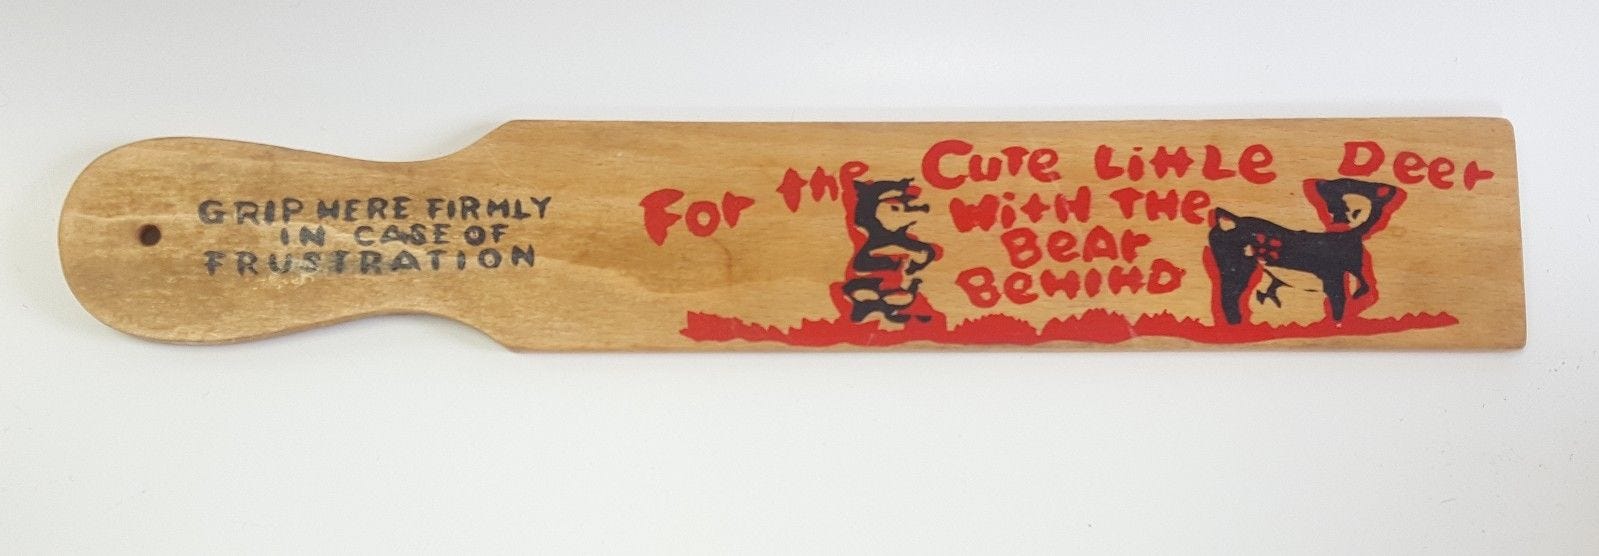 GRIP HERE FIRMLY
IN CASE OF
FRUSTRATION
For the Cute Little Deer
With The
Bear
Behind